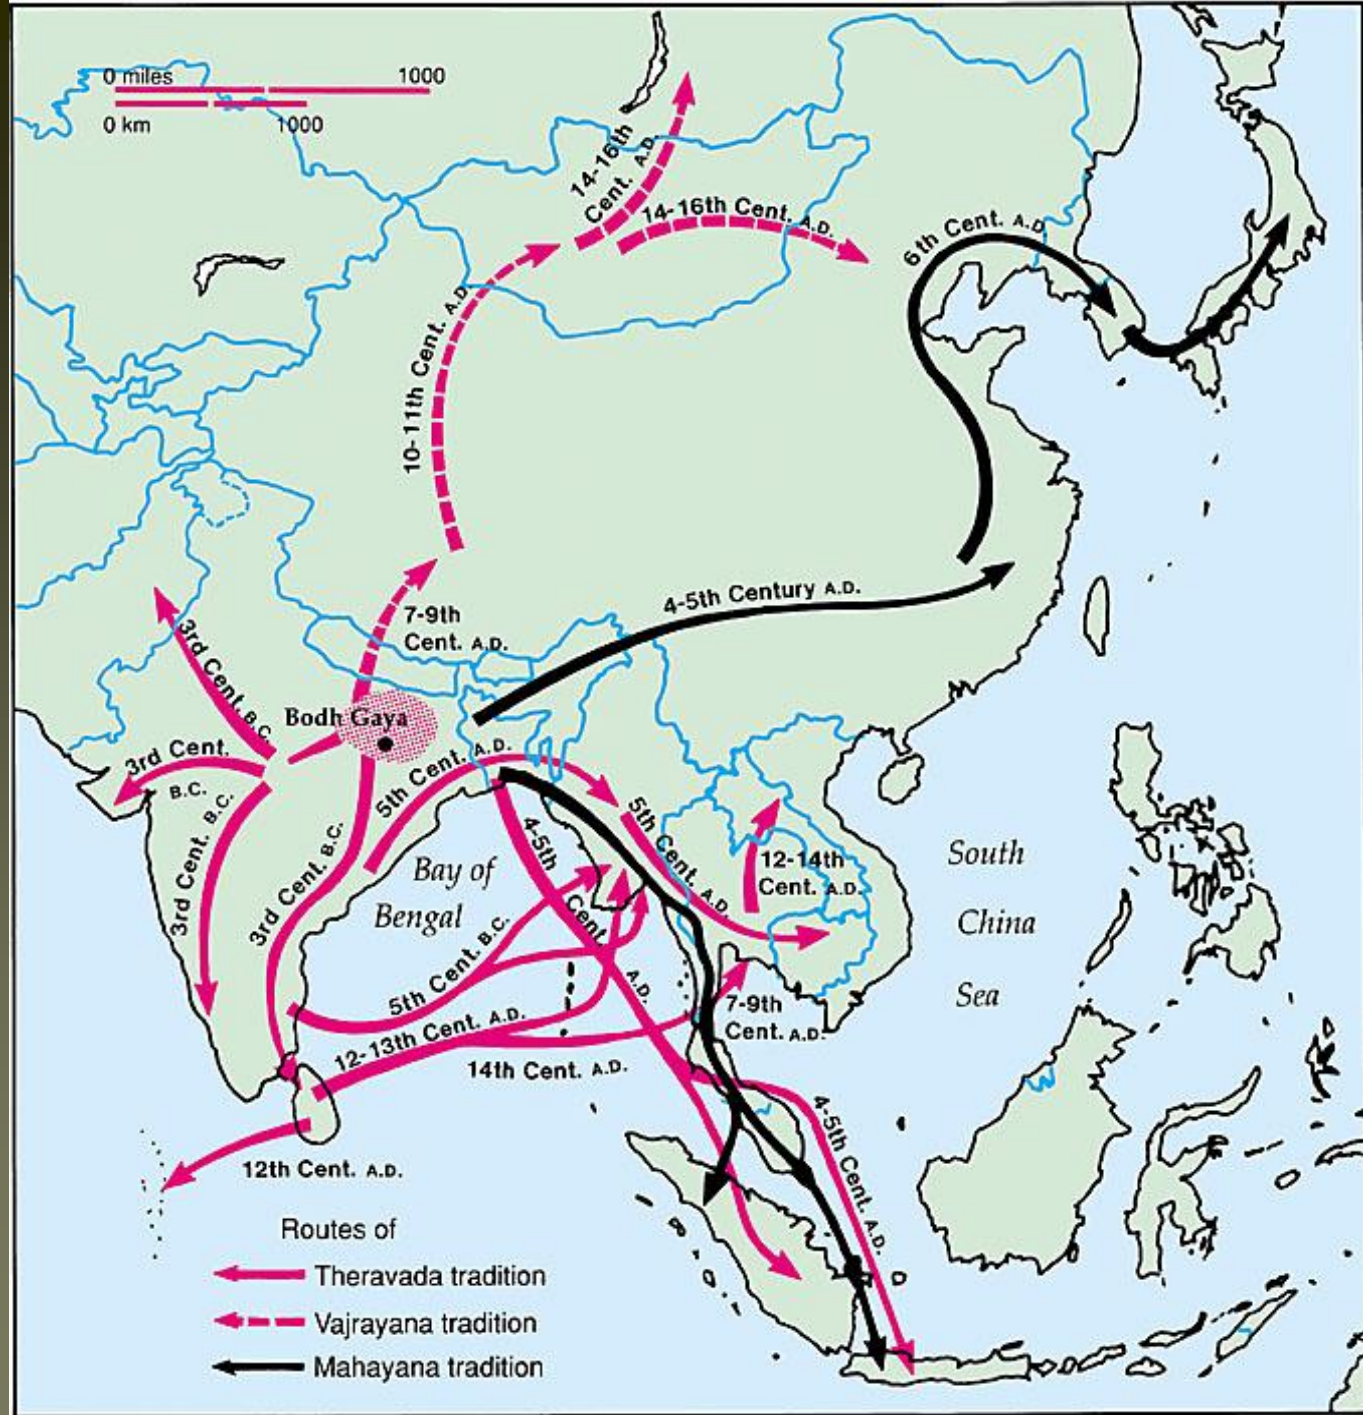 0 miles 1000
0 km 1000
14-16th
Cent. A.D.
14-16th Cent. A.D.
6th Cent. A.D.
10-11th Cent. A.D.
4-5th Century A.D.
7-9th
Cent. A.D.
3rd Cent. B.C.
Bodh Gaya
3rd Cent.
B.C.
5th Cent. A.D.
3rd Cent. B.C.
3rd Cent. B.C.
4-5th Cent. A.D.
5th Cent. A.D.
12-14th
Cent. A.D.
Bay of
Bengal
South
China
Sea
5th Cent. B.C.
7-9th
Cent. A.D.
12-13th Cent. A.D.
14th Cent. A.D.
4-5th Cent. A.D.
12th Cent. A.D.
Routes of
Theravada tradition
Vajrayana tradition
Mahayana tradition